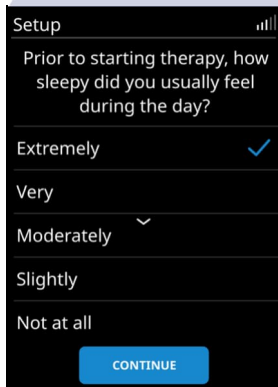 Setup
Prior to starting therapy, how
sleepy did you usually feel
during the day?
Extremely
Very
Moderately
Slightly
Not at all
CONTINUE